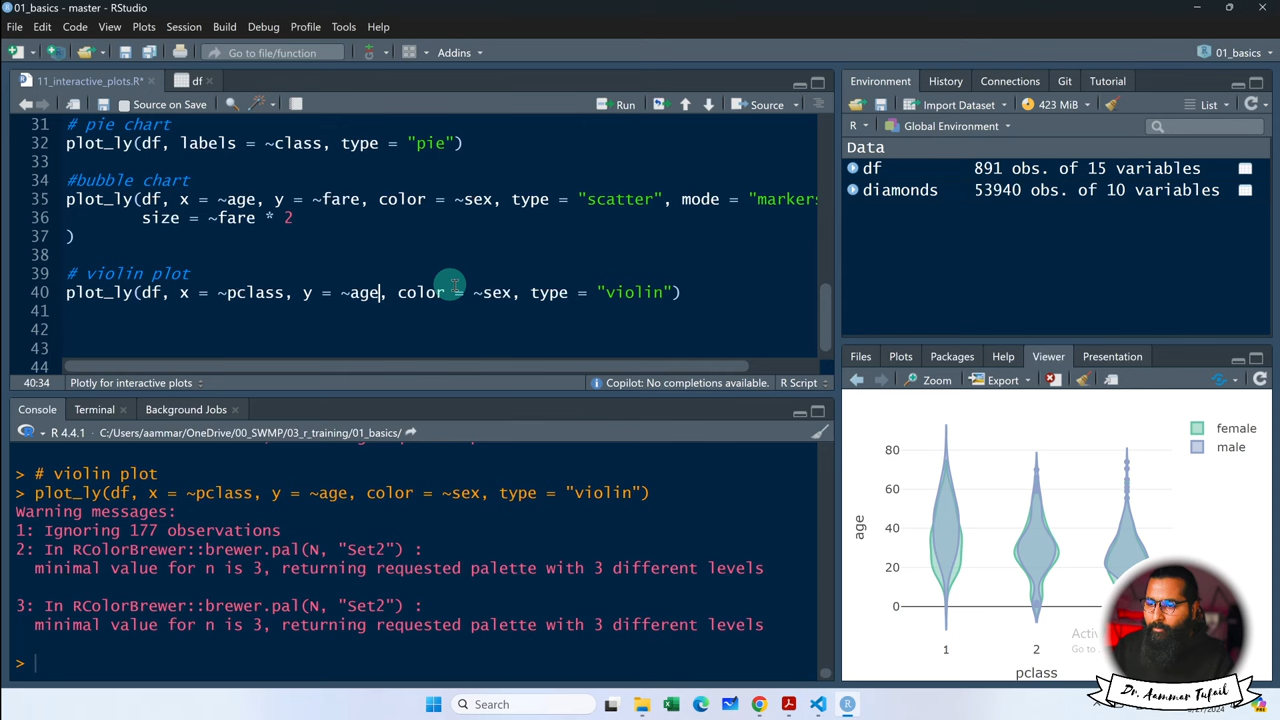 01_basics - master - RStudio
File Edit Code View Plots Session Build Debug Profile Tools Help
Go to file/function Addins 01_basics
11_interactive_plots.R* df
Source on Save Run Source
31 # pie chart
32 plot_ly(df, labels = ~class, type = "pie")
33
34 #bubble chart
35 plot_ly(df, x = ~age, y = ~fare, color = ~sex, type = "scatter", mode = "markers
36 size = ~fare * 2
37 )
38
39 # violin plot
40 plot_ly(df, x = ~pclass, y = ~age, color = ~sex, type = "violin")
41
42
43
44
40:34 Plotly for interactive plots Copilot: No completions available. R Script
Console Terminal Background Jobs
R 4.4.1 · C:/Users/aammar/OneDrive/00_SWMP/03_r_training/01_basics/
> # violin plot
> plot_ly(df, x = ~pclass, y = ~age, color = ~sex, type = "violin")
Warning messages:
1: Ignoring 177 observations
2: In RColorBrewer::brewer.pal(N, "Set2") :
minimal value for n is 3, returning requested palette with 3 different levels
3: In RColorBrewer::brewer.pal(N, "Set2") :
minimal value for n is 3, returning requested palette with 3 different levels
>
Environment History Connections Git Tutorial
Import Dataset 423 MiB List
R Global Environment
Data
df 891 obs. of 15 variables
diamonds 53940 obs. of 10 variables
Files Plots Packages Help Viewer Presentation
Zoom Export
female
male
80
60
40
20
0
age
1 2
pclass
Activ
Go to
Dr. Aammar Tufail
Search